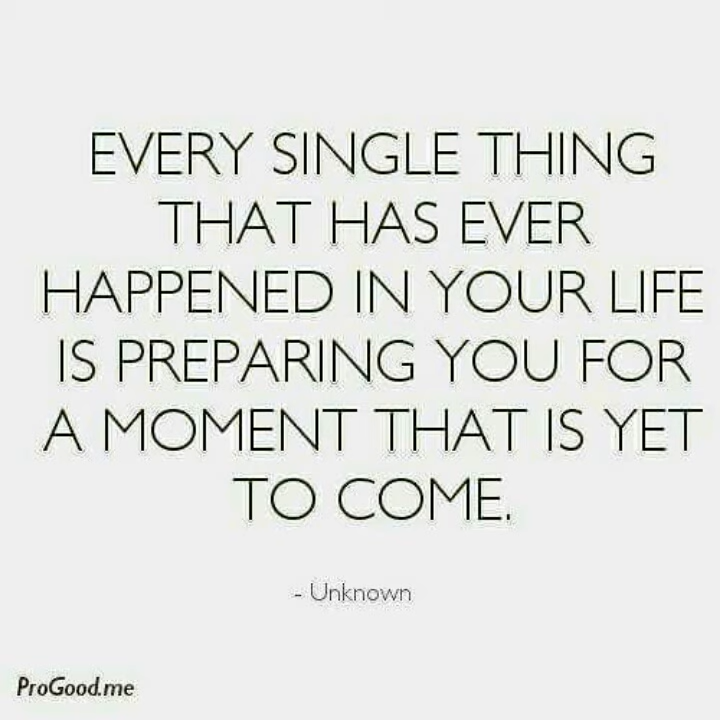 EVERY SINGLE THING
THAT HAS EVER
HAPPENED IN YOUR LIFE
IS PREPARING YOU FOR
A MOMENT THAT IS YET
TO COME.
- Unknown
ProGood.me